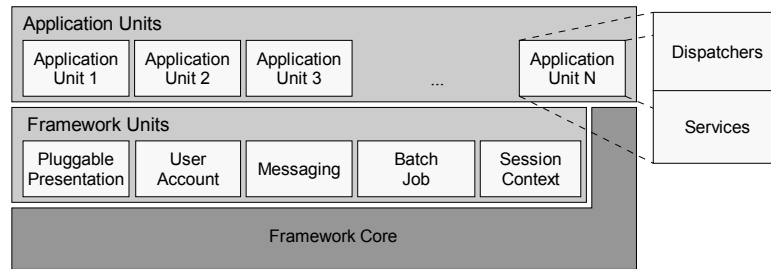 Application Units
Application
Unit 1
Application
Unit 2
Application
Unit 3
...
Application
Unit N
Dispatchers
Services
Framework Units
Pluggable
Presentation
User
Account
Messaging
Batch
Job
Session
Context
Framework Core